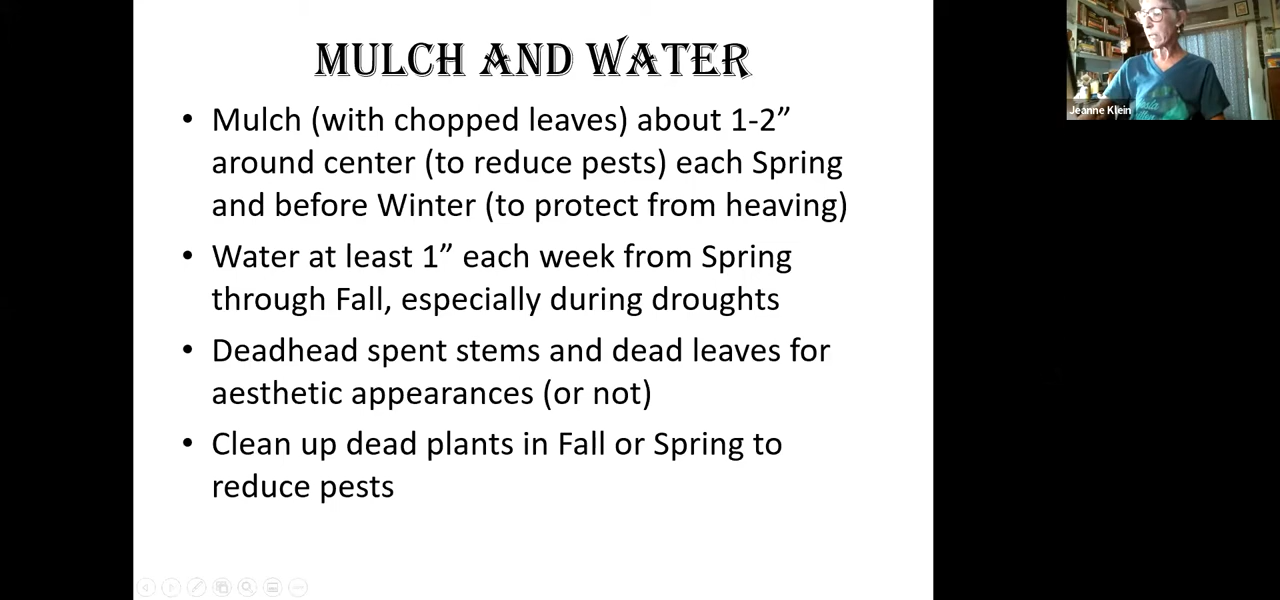 MULCH AND WATER
• Mulch (with chopped leaves) about 1-2”
around center (to reduce pests) each Spring
and before Winter (to protect from heaving)
• Water at least 1” each week from Spring
through Fall, especially during droughts
• Deadhead spent stems and dead leaves for
aesthetic appearances (or not)
• Clean up dead plants in Fall or Spring to
reduce pests
Jeanne Klein